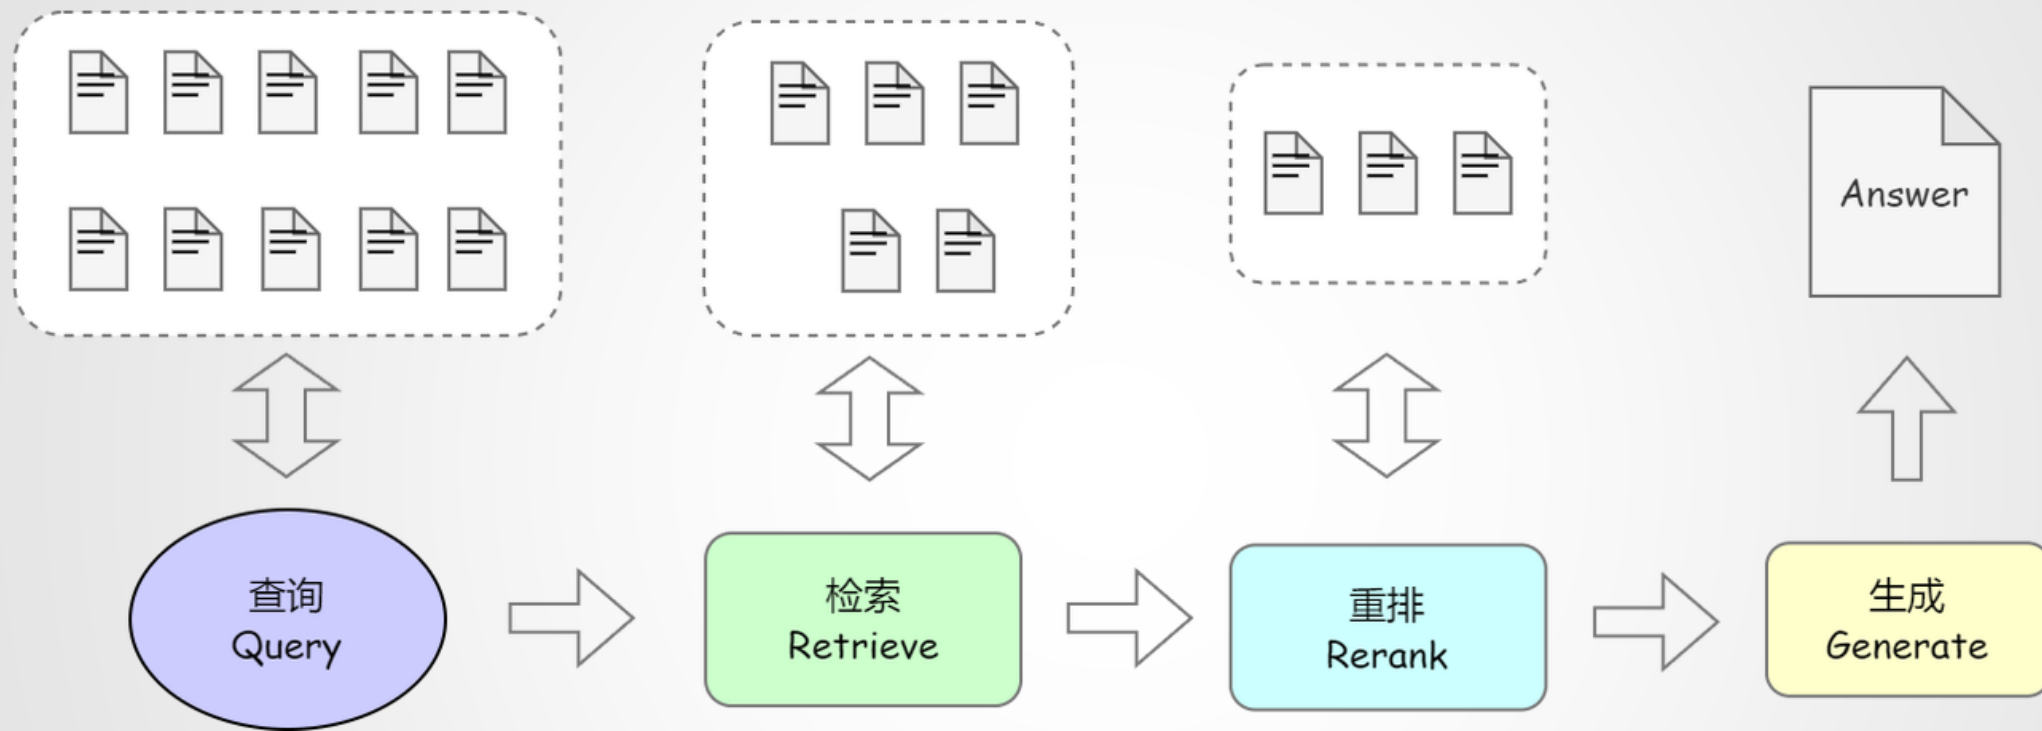 Answer
查询
Query
检索
Retrieve
重排
Rerank
生成
Generate